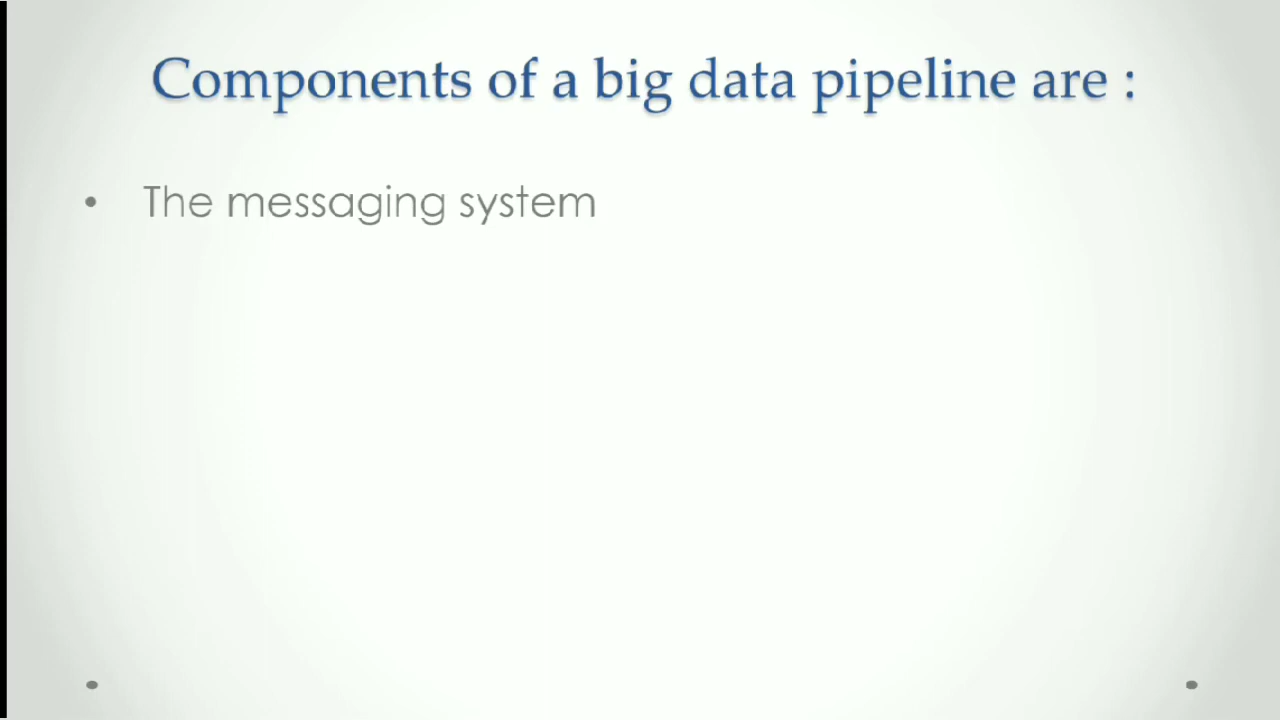 Components of a big data pipeline are :
• The messaging system